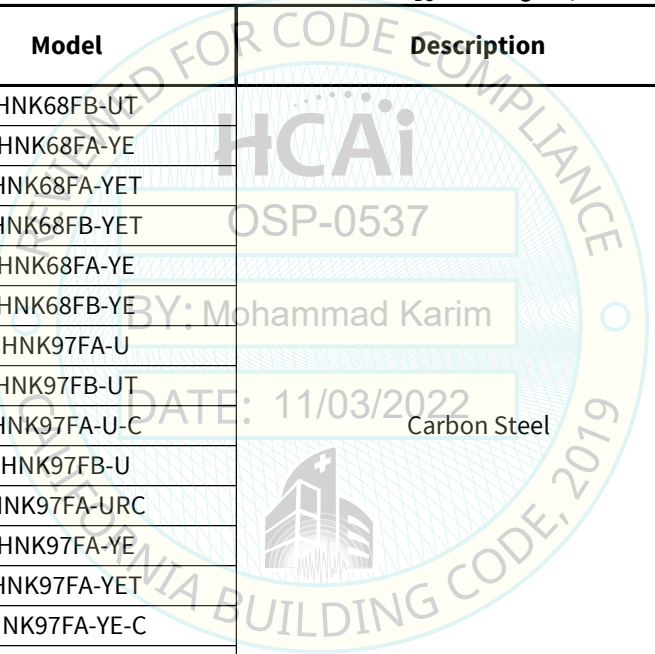 Model Description
HNK68FB-UT
HNK68FA-YE
HNK68FA-YET
HNK68FB-YET
HNK68FA-YE
HNK68FB-YE
HNK97FA-U
HNK97FB-UT
HNK97FA-U-C Carbon Steel
HNK97FB-U
HNK97FA-URC
HNK97FA-YE
HNK97FA-YET
HNK97FA-YE-C
REVIEWED FOR CODE COMPLIANCE
HCAi
OSP-0537
BY: Mohammad Karim
DATE: 11/03/2022
CALIFORNIA BUILDING CODE, 2019